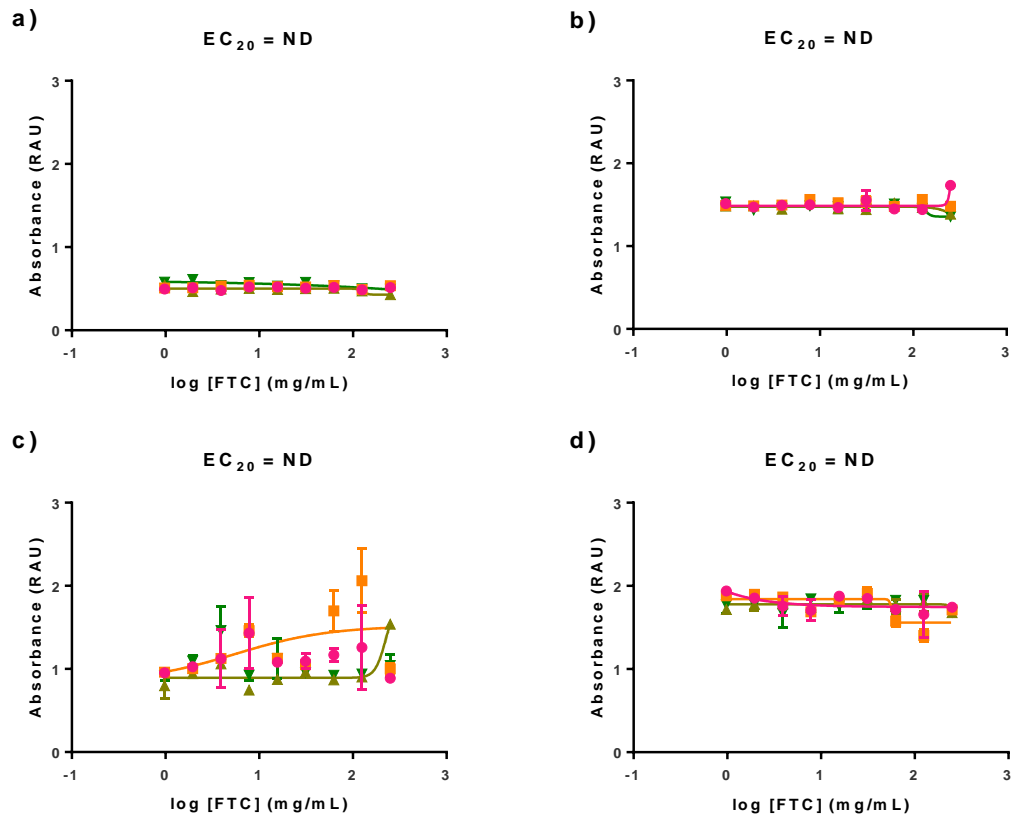 a)
EC20 = ND
3
2
1
0
-1 0 1 2 3
Absorbance (RAU)
log [FTC] (mg/mL)
b)
EC20 = ND
3
2
1
0
-1 0 1 2 3
Absorbance (RAU)
log [FTC] (mg/mL)
c)
EC20 = ND
3
2
1
0
-1 0 1 2 3
Absorbance (RAU)
log [FTC] (mg/mL)
d)
EC20 = ND
3
2
1
0
-1 0 1 2 3
Absorbance (RAU)
log [FTC] (mg/mL)